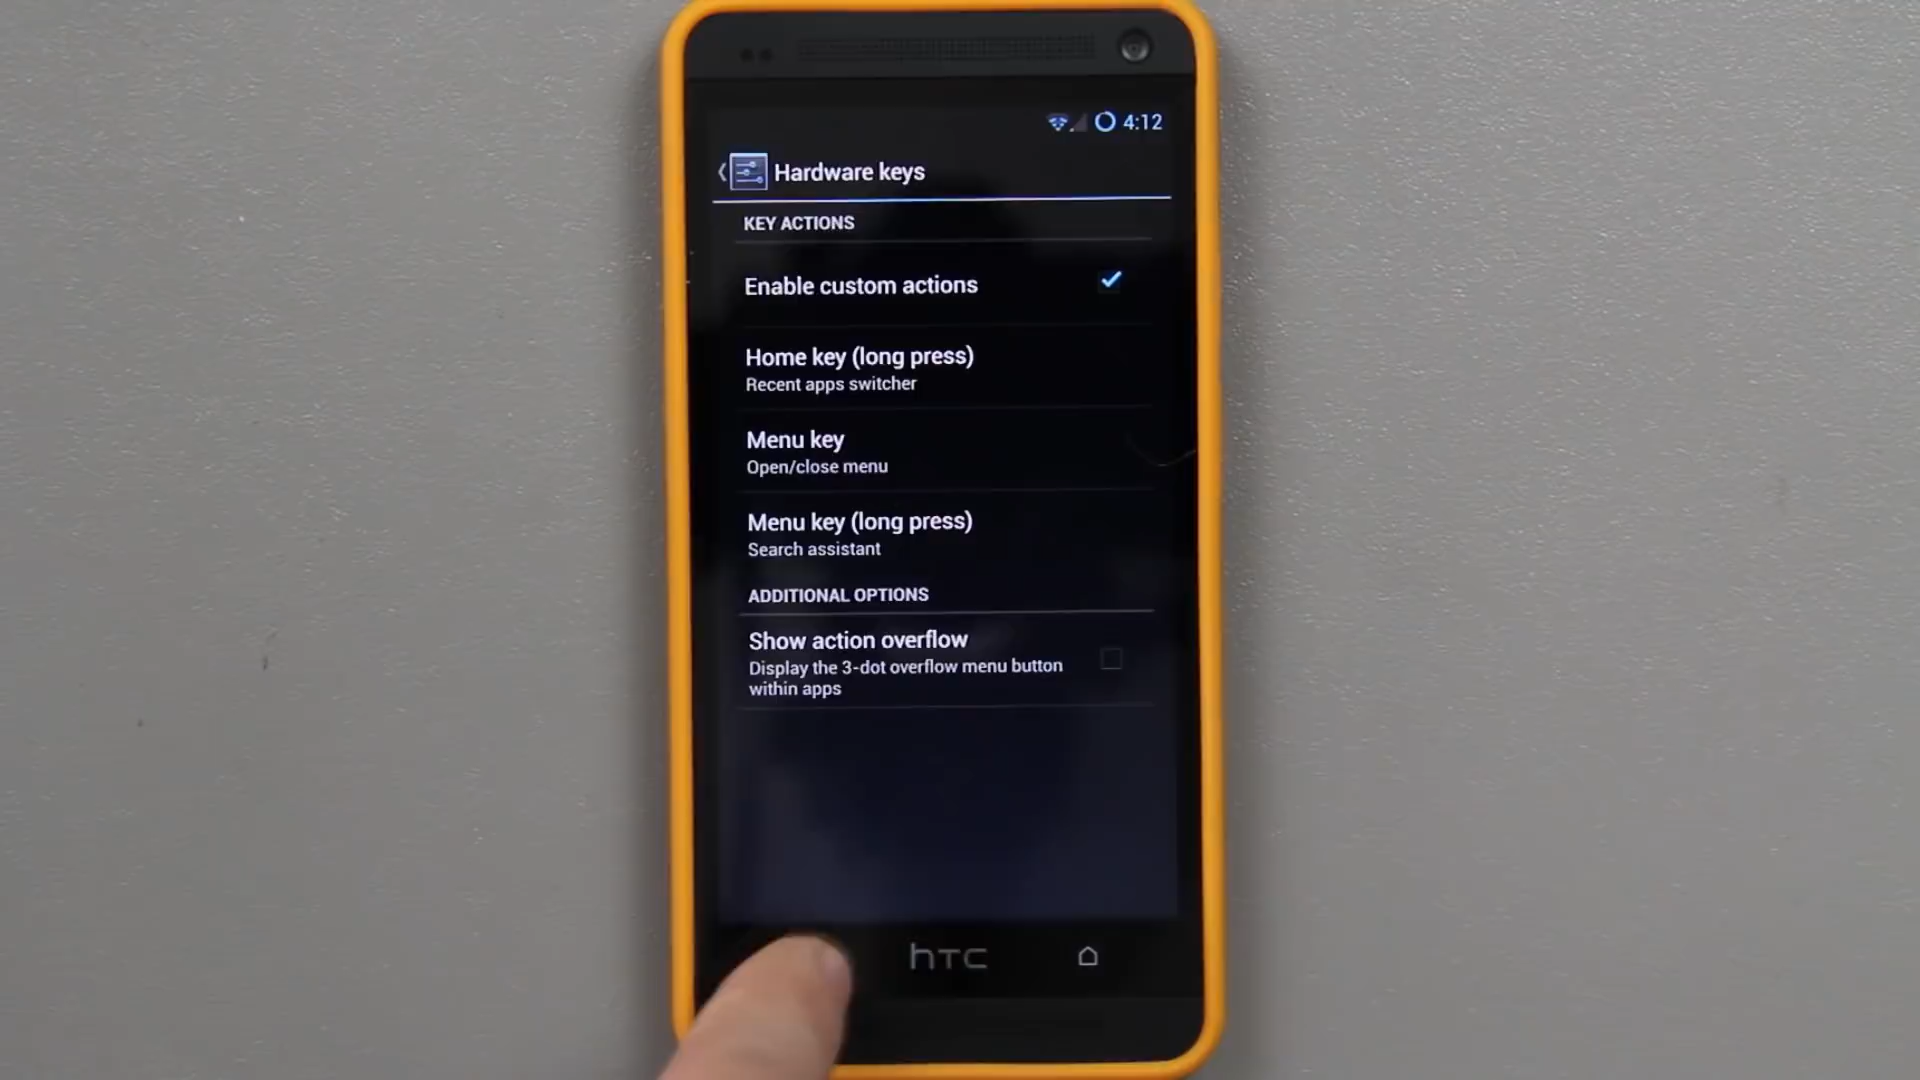 4:12
Hardware keys
KEY ACTIONS
Enable custom actions
Home key (long press)
Recent apps switcher
Menu key
Open/close menu
Menu key (long press)
Search assistant
ADDITIONAL OPTIONS
Show action overflow
Display the 3-dot overflow menu button
within apps
hTC